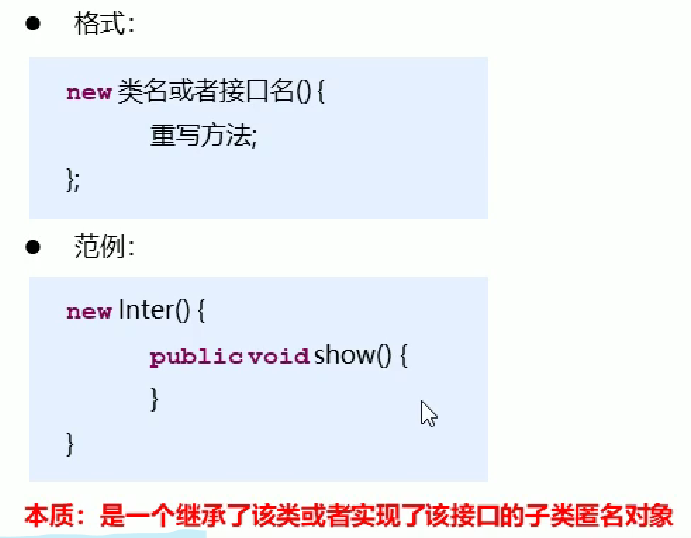 ● 格式：
new 类名或者接口名() {
重写方法;
};
● 范例：
new Inter() {
public void show() {
}
}
本质：是一个继承了该类或者实现了该接口的子类匿名对象